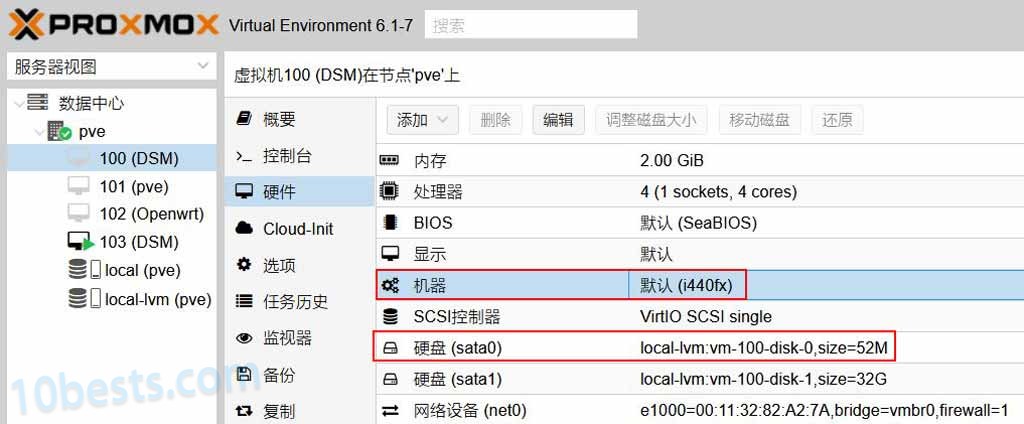 PROXMOX Virtual Environment 6.1-7 搜索
服务器视图
数据中心
pve
100 (DSM)
101 (pve)
102 (Openwrt)
103 (DSM)
local (pve)
local-lvm (pve)
虚拟机100 (DSM)在节点'pve'上
概要
控制台
硬件
Cloud-Init
选项
任务历史
监视器
备份
复制
添加 删除 编辑 调整磁盘大小 移动磁盘 还原
内存 2.00 GiB
处理器 4 (1 sockets, 4 cores)
BIOS 默认 (SeaBIOS)
显示 默认
机器 默认 (i440fx)
SCSI控制器 VirtIO SCSI single
硬盘 (sata0) local-lvm:vm-100-disk-0,size=52M
硬盘 (sata1) local-lvm:vm-100-disk-1,size=32G
网络设备 (net0) e1000=00:11:32:82:A2:7A,bridge=vmbr0,firewall=1
10bests.com